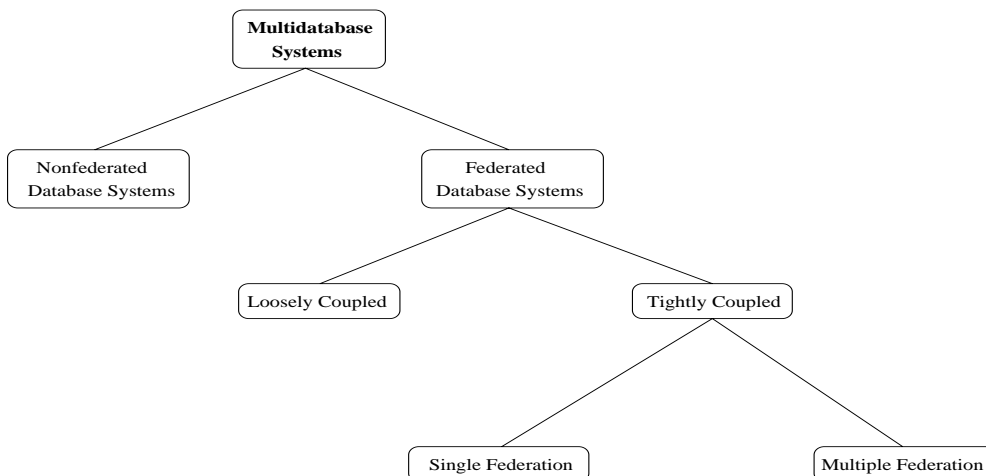 Multidatabase
Systems
Nonfederated
Database Systems
Federated
Database Systems
Loosely Coupled
Tightly Coupled
Single Federation
Multiple Federation